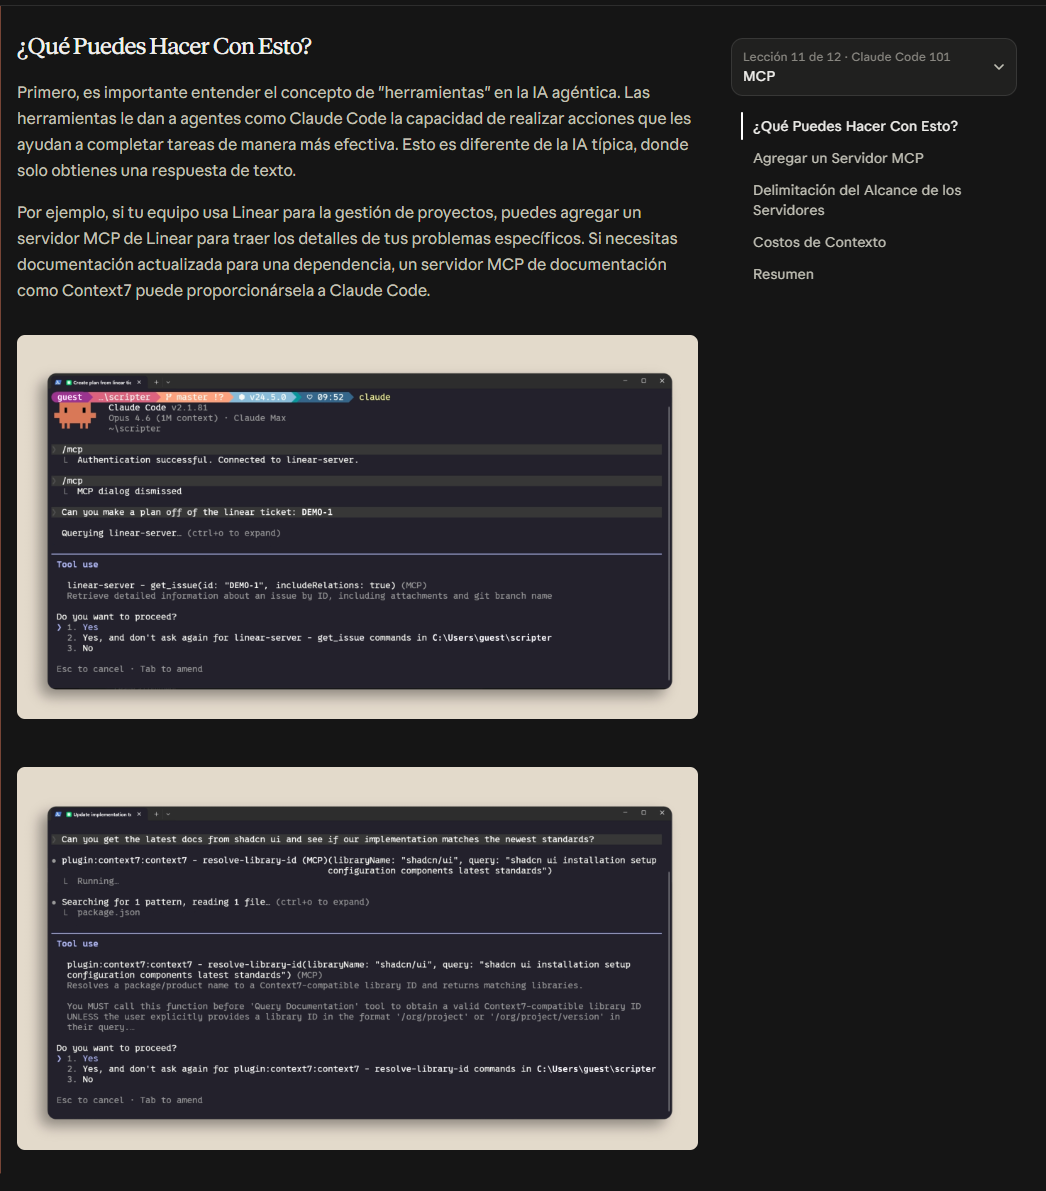 ¿Qué Puedes Hacer Con Esto?
Primero, es importante entender el concepto de "herramientas" en la IA agéntica. Las
herramientas le dan a agentes como Claude Code la capacidad de realizar acciones que les
ayudan a completar tareas de manera más efectiva. Esto es diferente de la IA típica, donde
solo obtienes una respuesta de texto.
Por ejemplo, si tu equipo usa Linear para la gestión de proyectos, puedes agregar un
servidor MCP de Linear para traer los detalles de tus problemas específicos. Si necesitas
documentación actualizada para una dependencia, un servidor MCP de documentación
como Context7 puede proporcionársela a Claude Code.
Create plan from linear tic
guest …\scripter master !? v24.5.0 09:52 claude
Claude Code v2.1.81
Opus 4.6 (1M context) · Claude Max
~\scripter
/mcp
Authentication successful. Connected to linear-server.
/mcp
MCP dialog dismissed
Can you make a plan off of the linear ticket: DEMO-1
Querying linear-server… (ctrl+o to expand)
Tool use
linear-server - get_issue(id: "DEMO-1", includeRelations: true) (MCP)
Retrieve detailed information about an issue by ID, including attachments and git branch name
Do you want to proceed?
❯ 1. Yes
2. Yes, and don't ask again for linear-server - get_issue commands in C:\Users\guest\scripter
3. No
Esc to cancel · Tab to amend
Update implementation b
Can you get the latest docs from shadcn ui and see if our implementation matches the newest standards?
● plugin:context7:context7 - resolve-library-id (MCP)(libraryName: "shadcn/ui", query: "shadcn ui installation setup
configuration components latest standards")
Running…
● Searching for 1 pattern, reading 1 file… (ctrl+o to expand)
package.json
Tool use
plugin:context7:context7 - resolve-library-id(libraryName: "shadcn/ui", query: "shadcn ui installation setup
configuration components latest standards") (MCP)
Resolves a package/product name to a Context7-compatible library ID and returns matching libraries.
You MUST call this function before 'Query Documentation' tool to obtain a valid Context7-compatible library ID
UNLESS the user explicitly provides a library ID in the format '/org/project' or '/org/project/version' in
their query.…
Do you want to proceed?
❯ 1. Yes
2. Yes, and don't ask again for plugin:context7:context7 - resolve-library-id commands in C:\Users\guest\scripter
3. No
Esc to cancel · Tab to amend
Lección 11 de 12 · Claude Code 101
MCP
¿Qué Puedes Hacer Con Esto?
Agregar un Servidor MCP
Delimitación del Alcance de los
Servidores
Costos de Contexto
Resumen